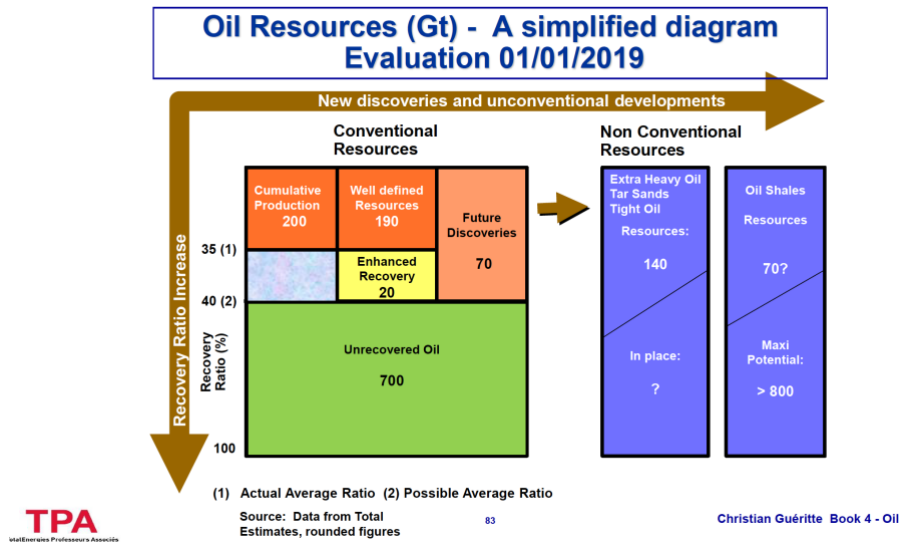 Oil Resources (Gt) - A simplified diagram
Evaluation 01/01/2019
New discoveries and unconventional developments
Recovery Ratio Increase
Conventional
Resources
Non Conventional
Resources
Cumulative
Production
200
Well defined
Resources
190
Future
Discoveries
70
Extra Heavy Oil
Tar Sands
Tight Oil
Resources:
140
Oil Shales
Resources
70?
35 (1)
Enhanced
Recovery
20
40 (2)
Recovery
Ratio (%)
Unrecovered Oil
700
In place:
?
Maxi
Potential:
> 800
100
(1) Actual Average Ratio (2) Possible Average Ratio
Source: Data from Total
Estimates, rounded figures
83
Christian Guéritte Book 4 - Oil
TPA
otalEnergies Professeurs Associés